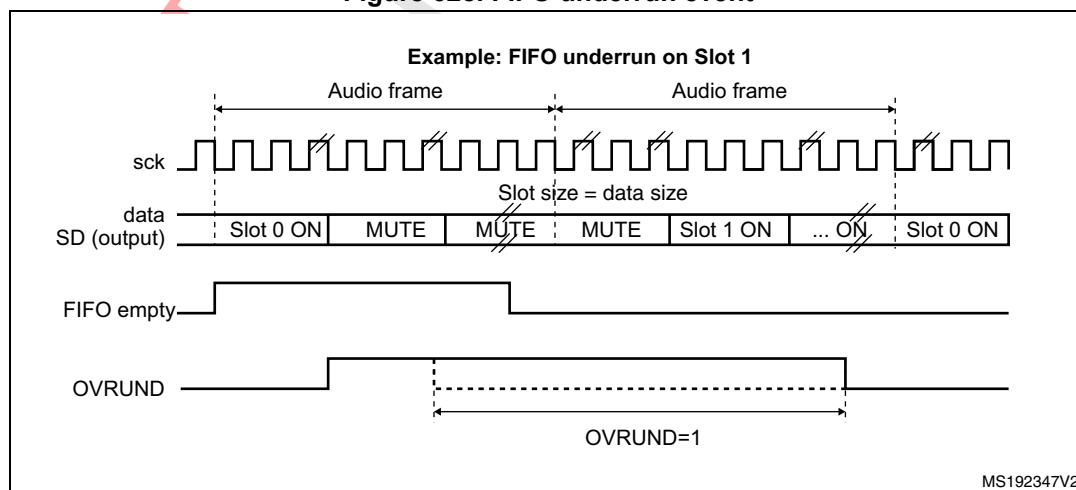 Example: FIFO underrun on Slot 1
Audio frame Audio frame
sck
Slot size = data size
data
SD (output) Slot 0 ON MUTE MUTE MUTE Slot 1 ON ... ON Slot 0 ON
FIFO empty
OVRUND
OVRUND=1
MS192347V2